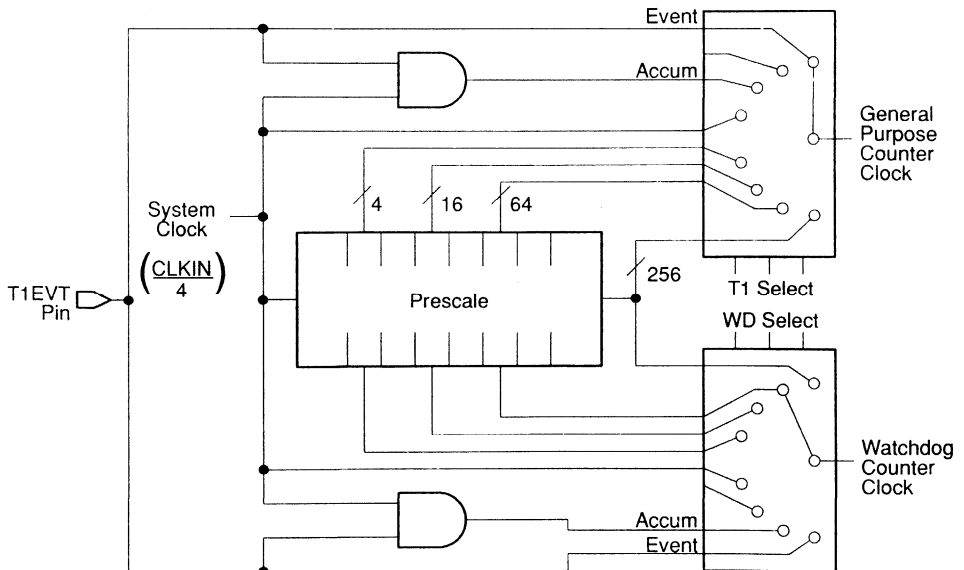 Event
Accum
General
Purpose
Counter
Clock
4
16
64
System
Clock
(CLKIN
4)
256
T1EVT
Pin
Prescale
T1 Select
WD Select
Watchdog
Counter
Clock
Accum
Event